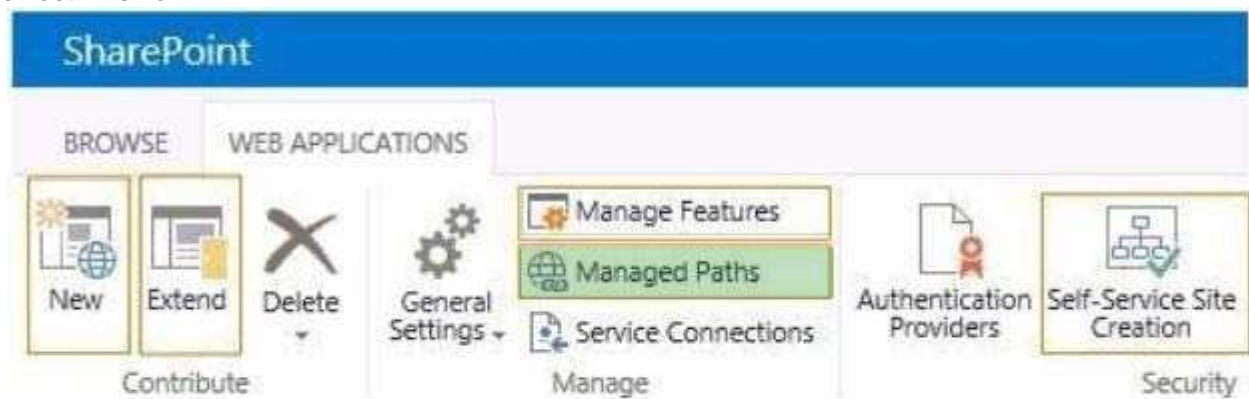 SharePoint
BROWSE WEB APPLICATIONS
New Extend Delete General Settings Manage Features
Managed Paths
Service Connections
Authentication Providers Self-Service Site Creation
Contribute Manage Security